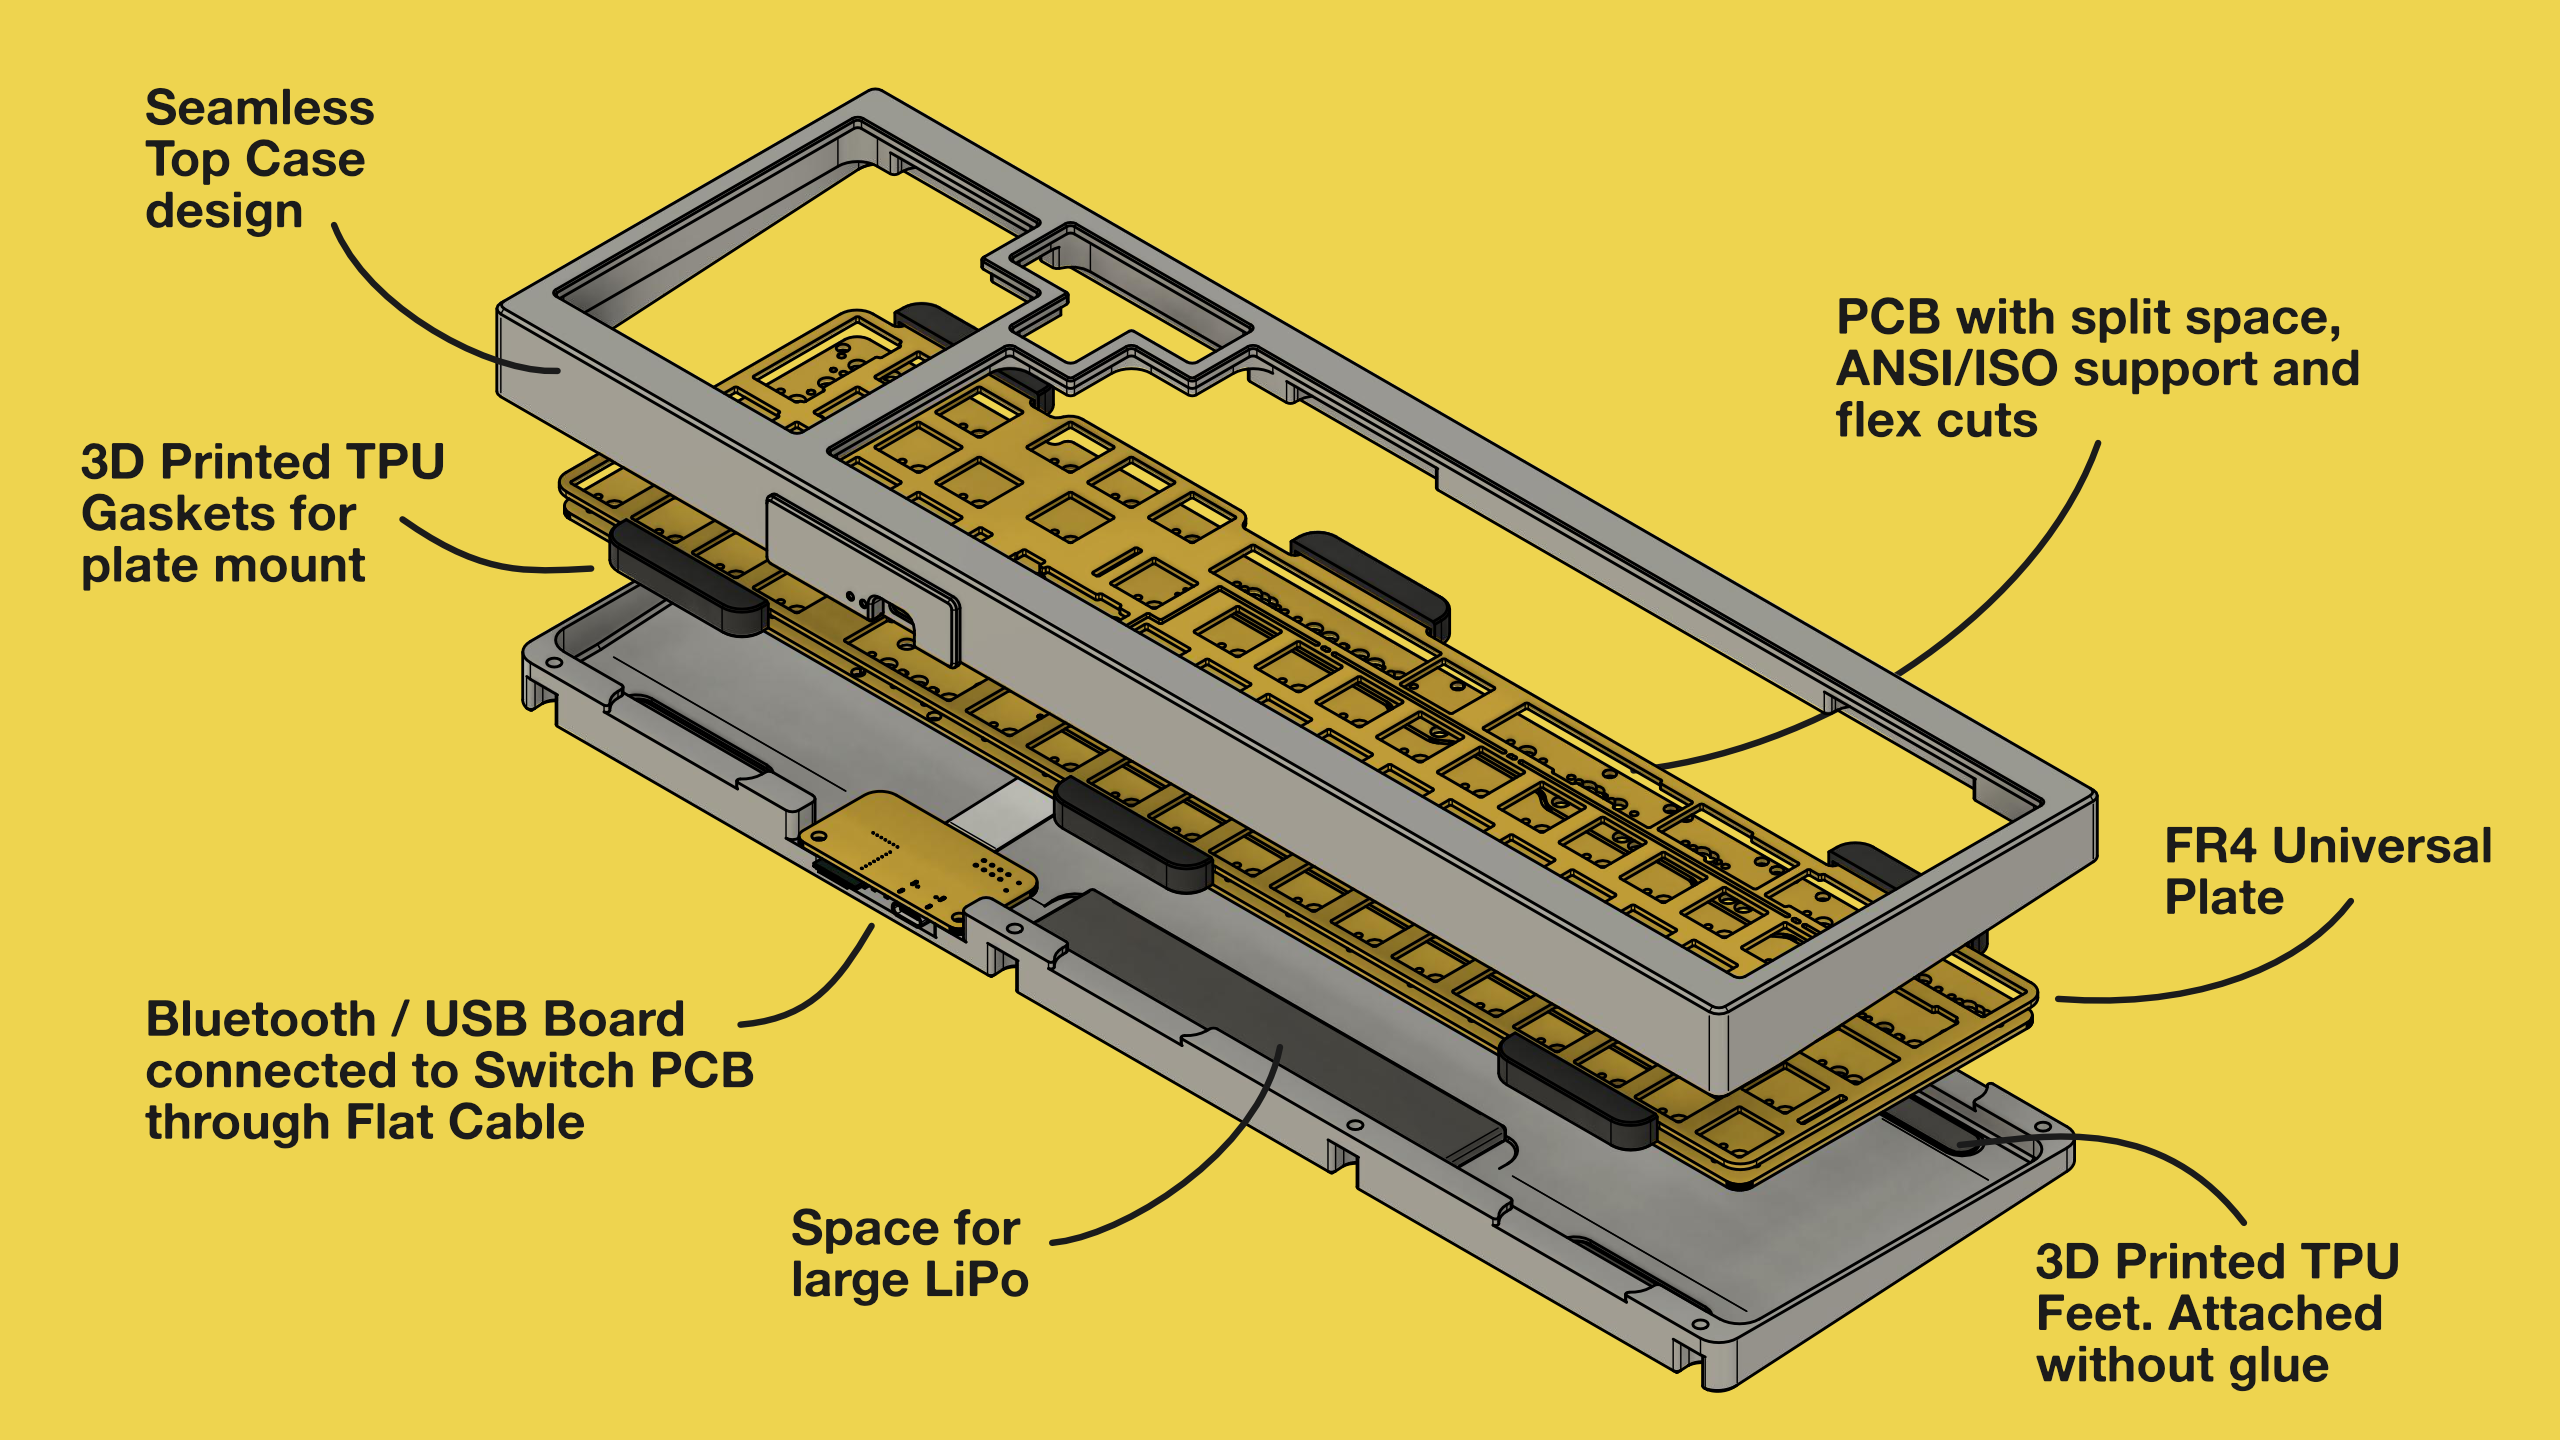 Seamless
Top Case
design
3D Printed TPU
Gaskets for
plate mount
PCB with split space,
ANSI/ISO support and
flex cuts
FR4 Universal
Plate
Bluetooth / USB Board
connected to Switch PCB
through Flat Cable
Space for
large LiPo
3D Printed TPU
Feet. Attached
without glue